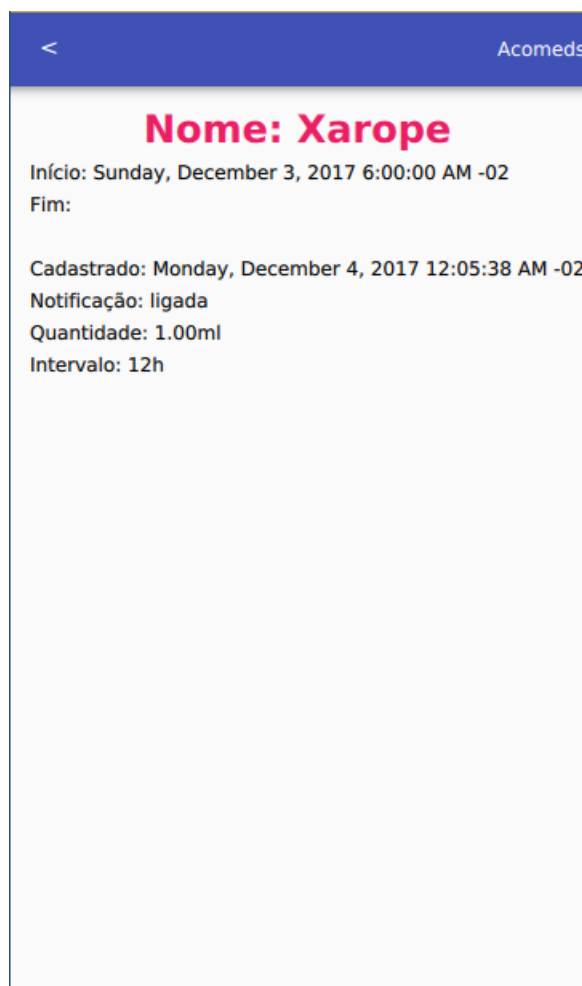 < Acomeds
Nome: Xarope
Início: Sunday, December 3, 2017 6:00:00 AM -02
Fim:
Cadastrado: Monday, December 4, 2017 12:05:38 AM -02
Notificação: ligada
Quantidade: 1.00ml
Intervalo: 12h